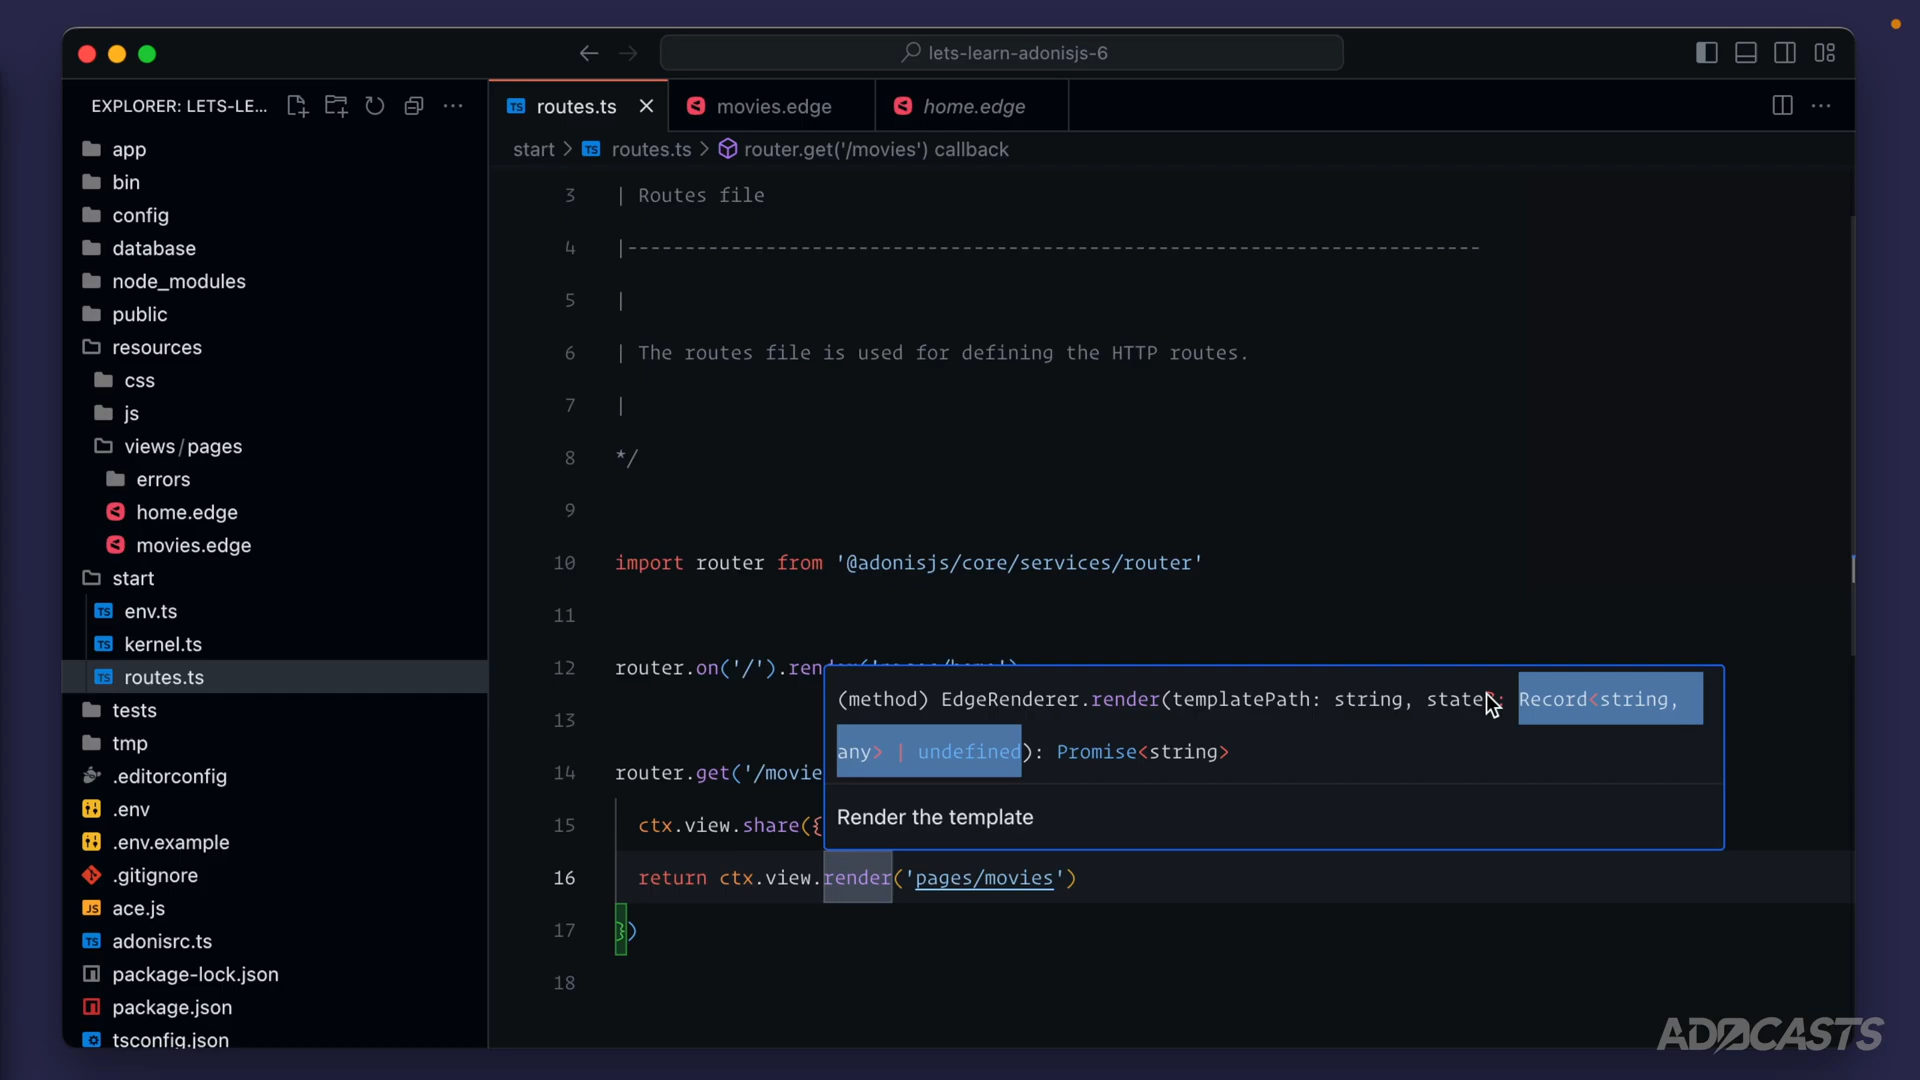 lets-learn-adonisjs-6
EXPLORER: LETS-LE...
routes.ts
movies.edge
home.edge
start > routes.ts > router.get('/movies') callback
app
bin
config
database
node_modules
public
resources
css
js
views/pages
errors
home.edge
movies.edge
start
env.ts
kernel.ts
routes.ts
tests
tmp
.editorconfig
.env
.env.example
.gitignore
ace.js
adonisrc.ts
package-lock.json
package.json
tsconfig.json
3 | Routes file
4 |--------------------------------------------------------------------------
5 |
6 | The routes file is used for defining the HTTP routes.
7 |
8 */
9
10 import router from '@adonisjs/core/services/router'
11
12 router.on('/').render('pages/home')
13
14 router.get('/movie
15 ctx.view.share({
16 return ctx.view.render('pages/movies')
17 })
18
(method) EdgeRenderer.render(templatePath: string, state?: Record<string,
any> | undefined): Promise<string>
Render the template
ADOCASTS